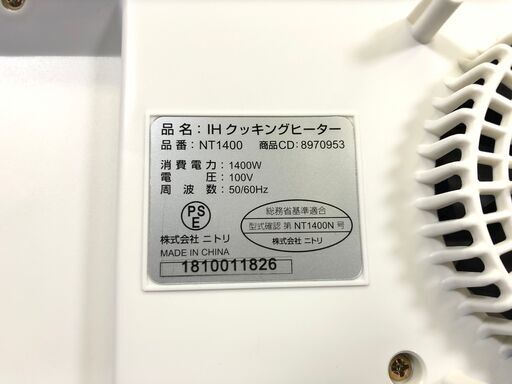 品名：IHクッキングヒーター
品番：NT1400 商品CD：8970953
消費電力：1400W
電圧：100V
周波数：50/60Hz
PS
E
株式会社 ニトリ
MADE IN CHINA
1810011826
総務省基準適合
型式確認 第 NT1400N 号
株式会社 ニトリ